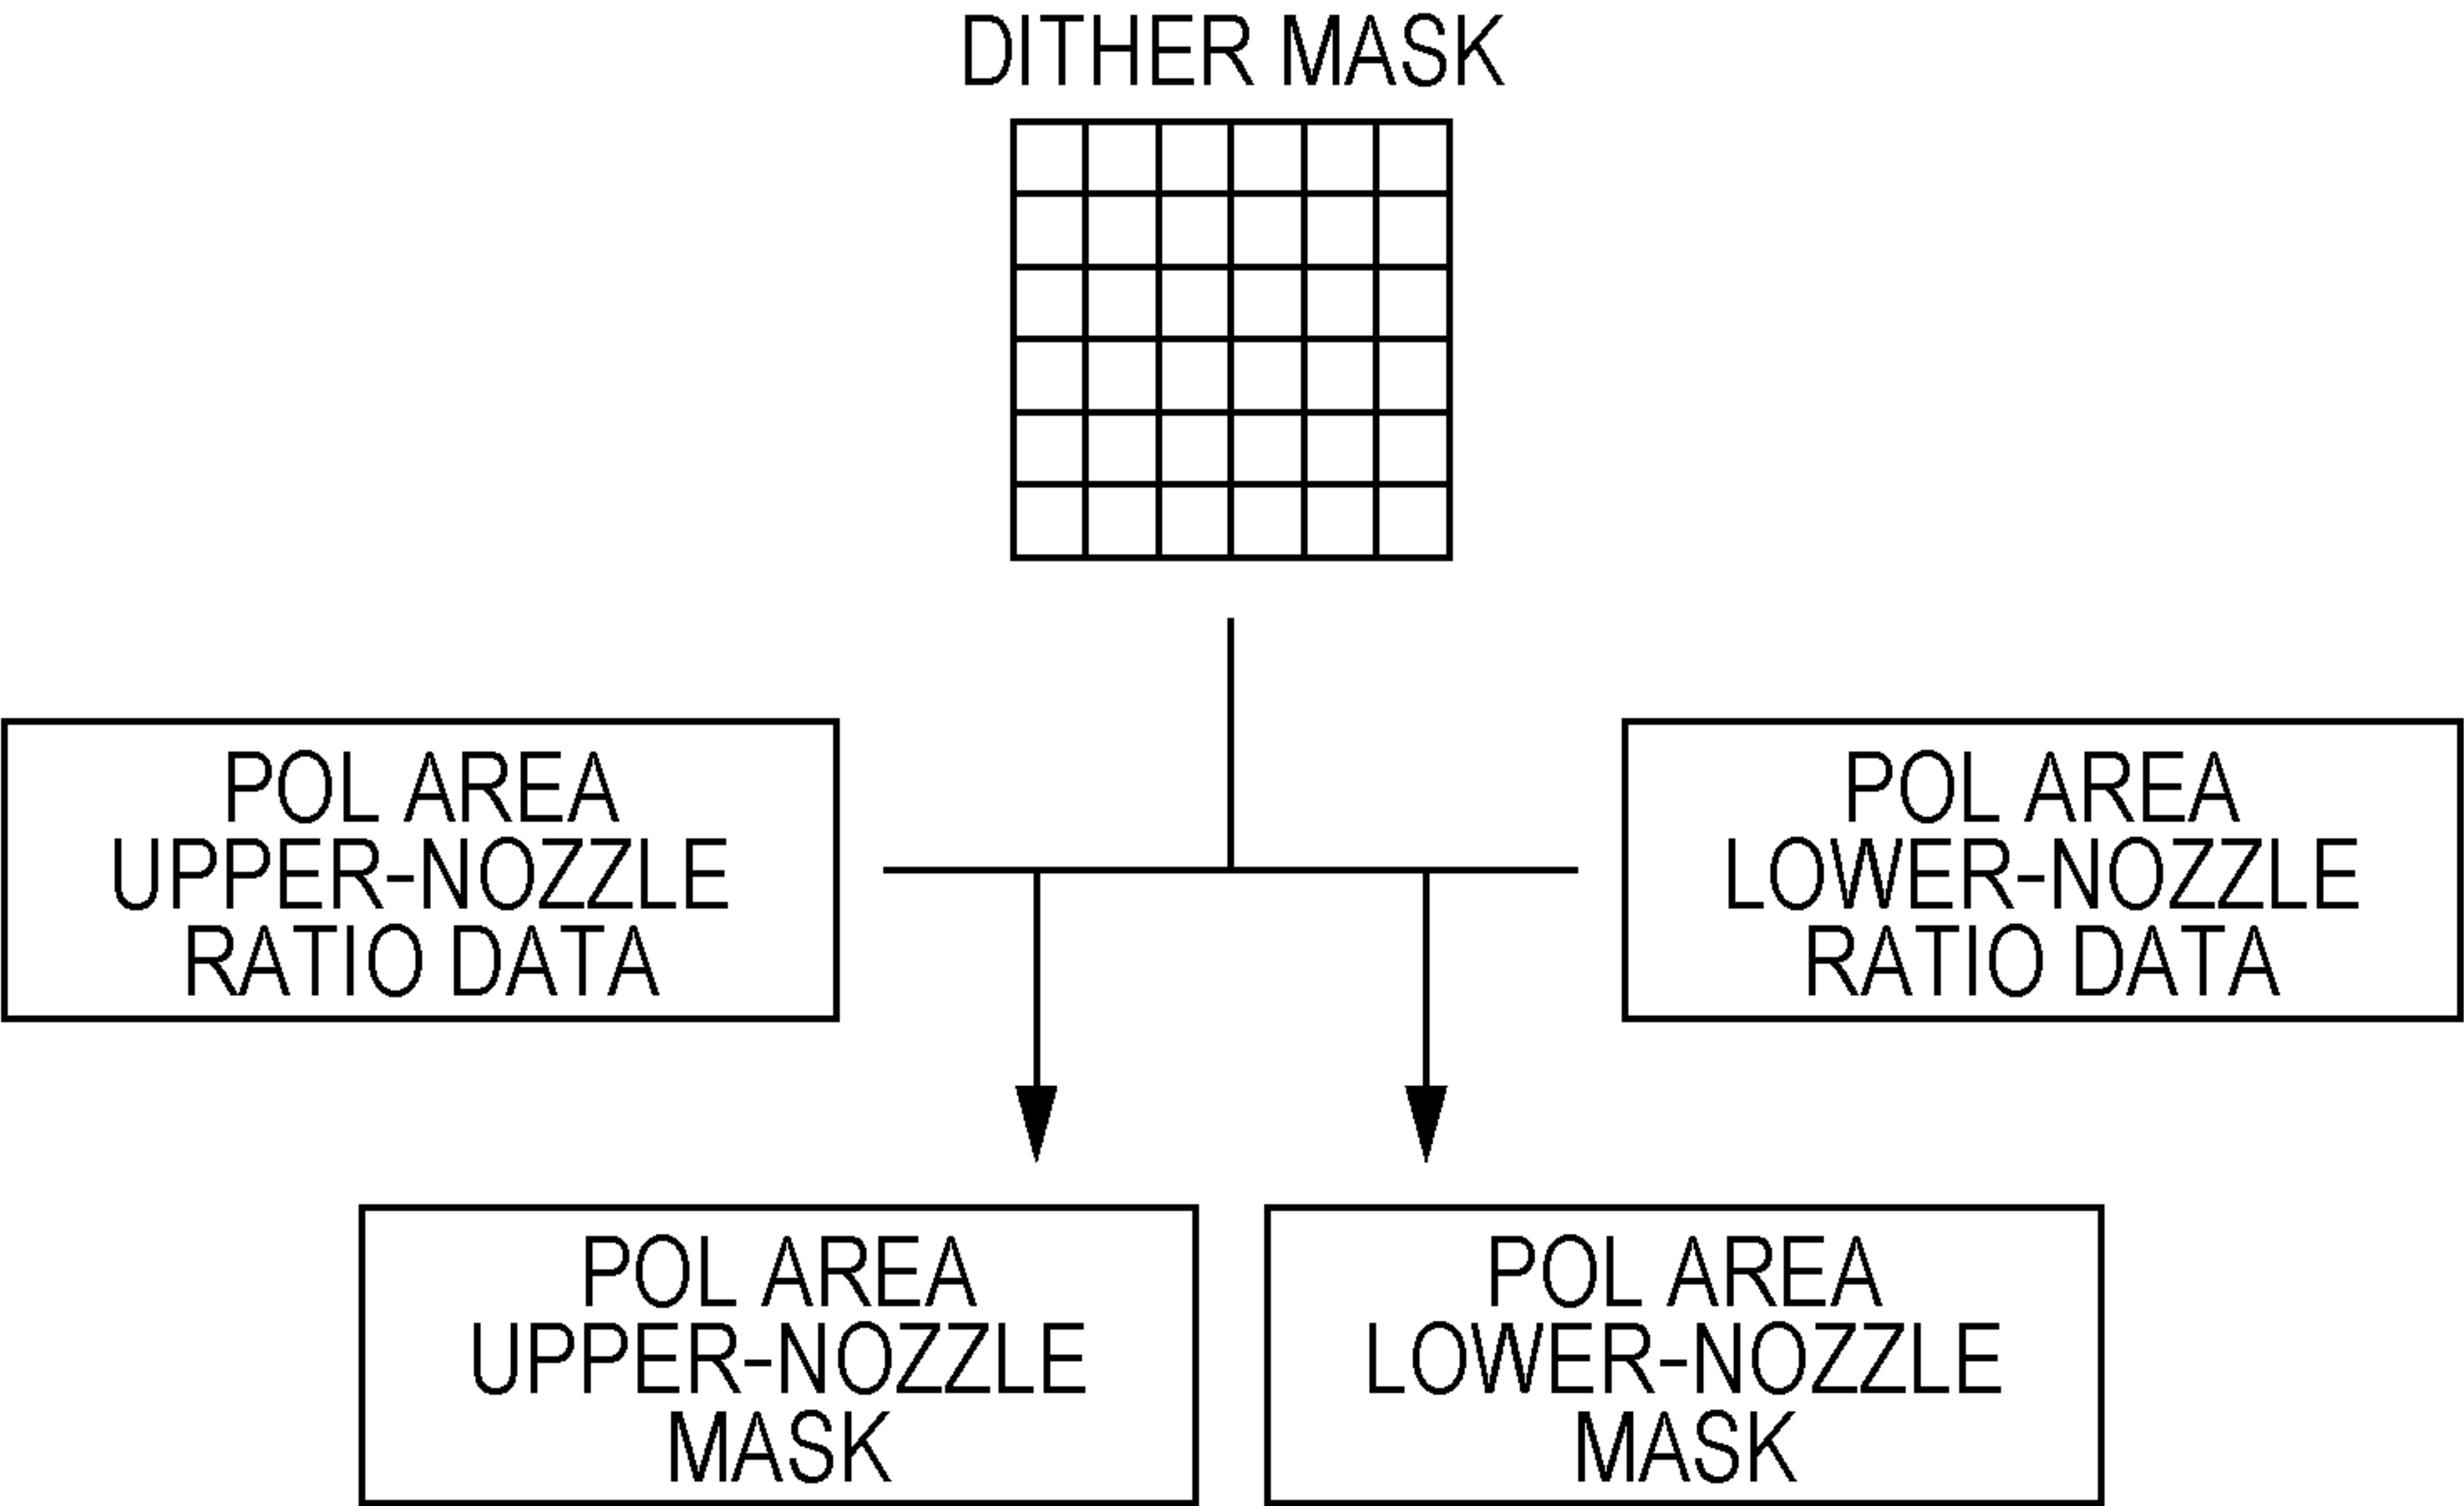 DITHER MASK
POL AREA
UPPER-NOZZLE
RATIO DATA
POL AREA
LOWER-NOZZLE
RATIO DATA
POL AREA
UPPER-NOZZLE
MASK
POL AREA
LOWER-NOZZLE
MASK